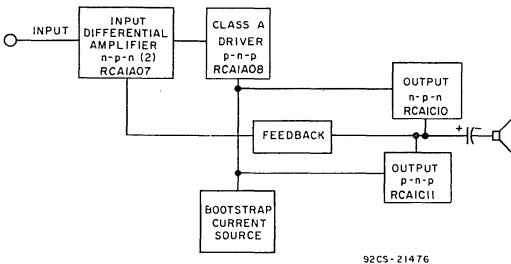 INPUT
INPUT
DIFFERENTIAL
AMPLIFIER
n-p-n (2)
RCA1A07
CLASS A
DRIVER
p-n-p
RCA1A08
OUTPUT
n-p-n
RCA1C10
FEEDBACK
+ -
OUTPUT
p-n-p
RCA1C11
BOOTSTRAP
CURRENT
SOURCE
92CS-21476